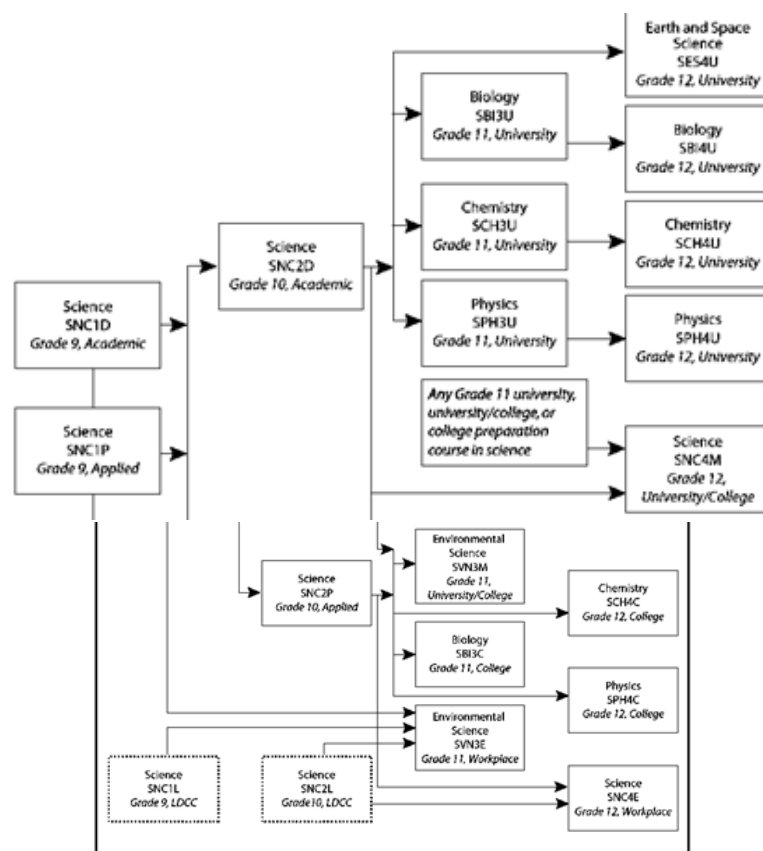 Earth and Space
Science
SES4U
Grade 12, University
Biology
SBI3U
Grade 11, University
Biology
SBI4U
Grade 12, University
Science
SNC2D
Grade 10, Academic
Chemistry
SCH3U
Grade 11, University
Chemistry
SCH4U
Grade 12, University
Science
SNC1D
Grade 9, Academic
Physics
SPH3U
Grade 11, University
Physics
SPH4U
Grade 12, University
Science
SNC1P
Grade 9, Applied
Any Grade 11 university,
university/college, or
college preparation
course in science
Science
SNC4M
Grade 12,
University/College
Environmental
Science
SVN3M
Grade 11,
University/College
Science
SNC2P
Grade 10, Applied
Chemistry
SCH4C
Grade 12, College
Biology
SBI3C
Grade 11, College
Physics
SPH4C
Grade 12, College
Environmental
Science
SVN3E
Grade 11, Workplace
Science
SNC1L
Grade 9, LDCC
Science
SNC2L
Grade10, LDCC
Science
SNC4E
Grade 12, Workplace